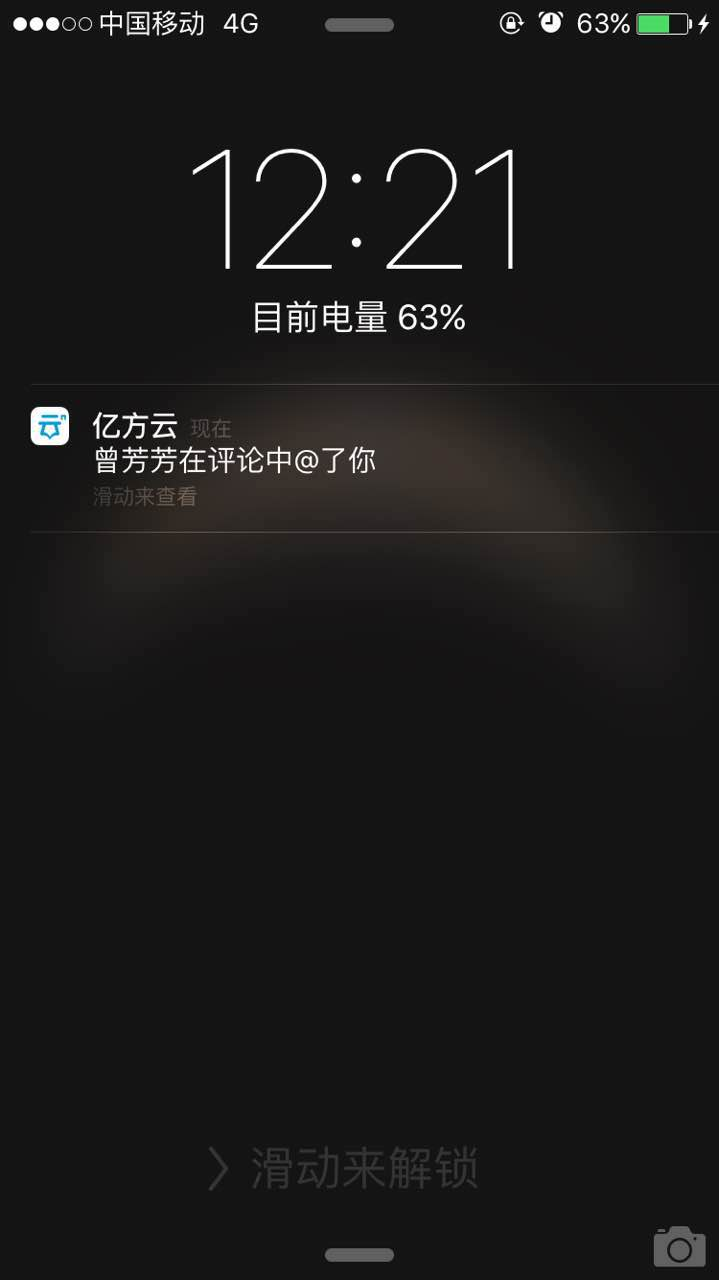 中国移动 4G 63%
12:21
目前电量 63%
亿方云 现在
曾芳芳在评论中@了你
滑动来查看
滑动来解锁